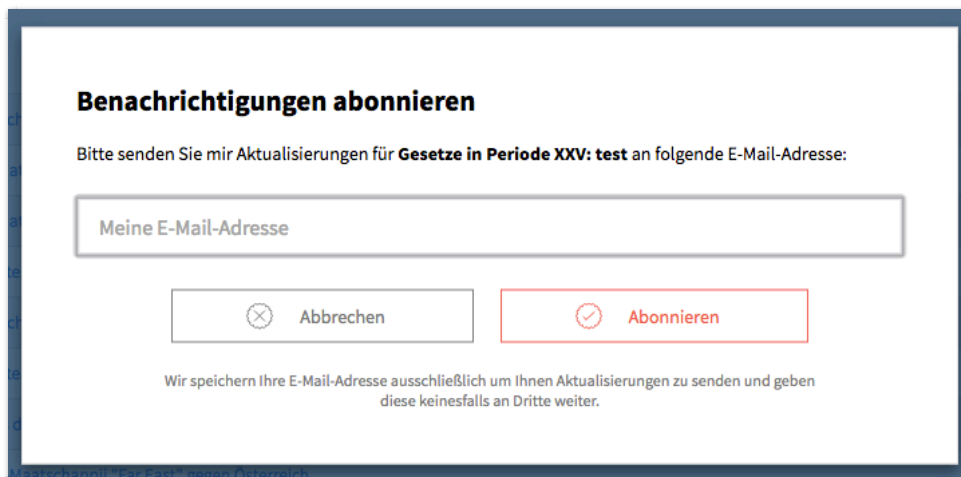 Benachrichtigungen abonnieren
Bitte senden Sie mir Aktualisierungen für Gesetze in Periode XXV: test an folgende E-Mail-Adresse:
Meine E-Mail-Adresse
Abbrechen
Abonnieren
Wir speichern Ihre E-Mail-Adresse ausschließlich um Ihnen Aktualisierungen zu senden und geben
diese keinesfalls an Dritte weiter.
Maatschappij "Far East" gegen Österreich